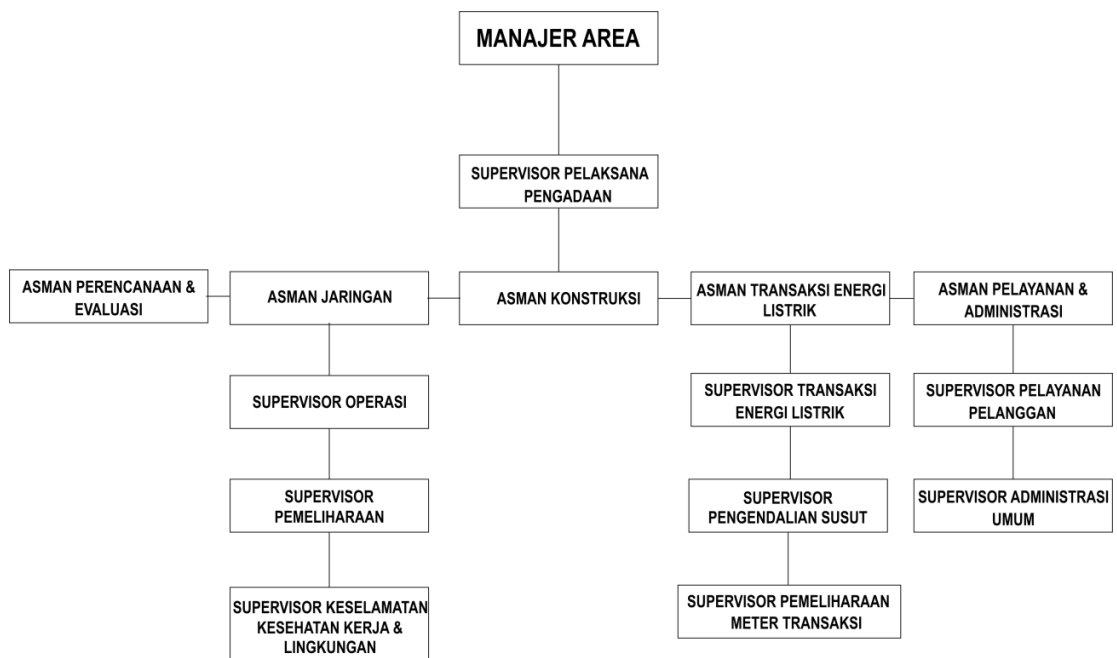 MANAJER AREA
SUPERVISOR PELAKSANA
PENGADAAN
ASMAN PERENCANAAN &
EVALUASI
ASMAN JARINGAN
ASMAN KONSTRUKSI
ASMAN TRANSAKSI ENERGI
LISTRIK
ASMAN PELAYANAN &
ADMINISTRASI
SUPERVISOR OPERASI
SUPERVISOR TRANSAKSI
ENERGI LISTRIK
SUPERVISOR PELAYANAN
PELANGGAN
SUPERVISOR
PEMELIHARAAN
SUPERVISOR
PENGENDALIAN SUSUT
SUPERVISOR ADMINISTRASI
UMUM
SUPERVISOR KESELAMATAN
KESEHATAN KERJA &
LINGKUNGAN
SUPERVISOR PEMELIHARAAN
METER TRANSAKSI